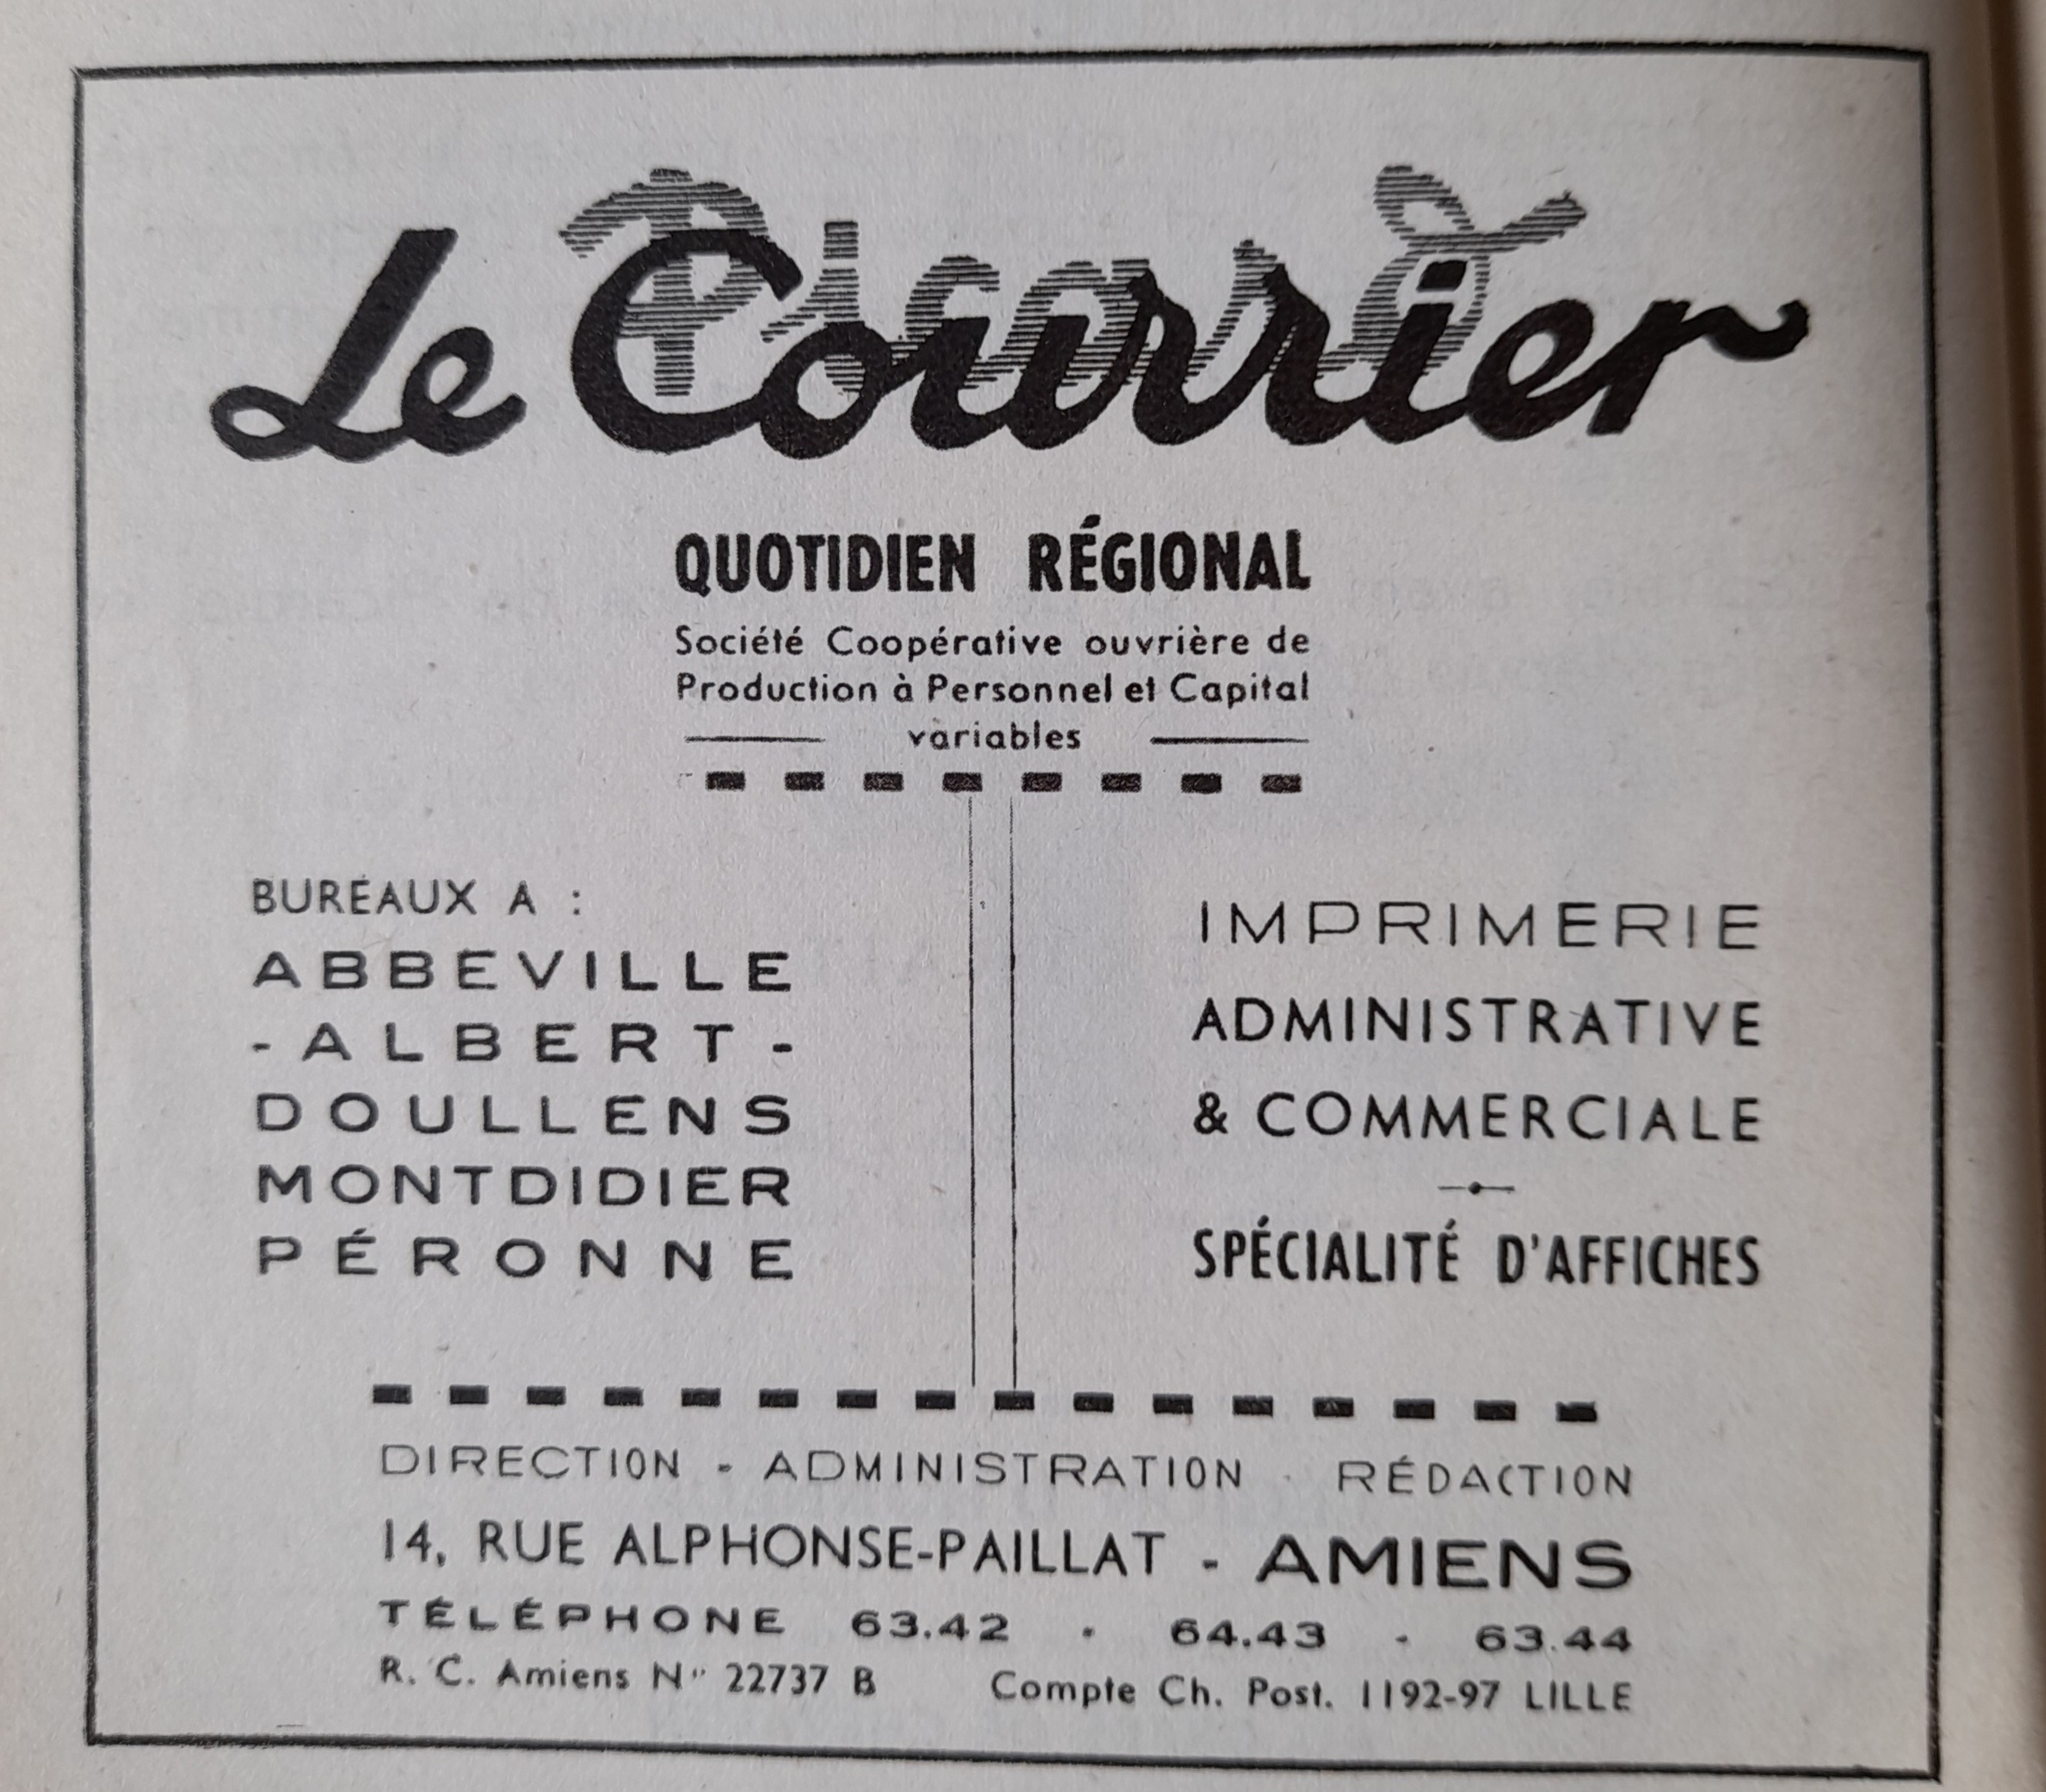 Le Courrier
Picard
QUOTIDIEN RÉGIONAL
Société Coopérative ouvrière de
Production à Personnel et Capital
variables
BUREAUX A :
ABBEVILLE
- ALBERT -
DOULLENS
MONTDIDIER
PÉRONNE
IMPRIMERIE
ADMINISTRATIVE
& COMMERCIALE
SPÉCIALITÉ D'AFFICHES
DIRECTION - ADMINISTRATION - RÉDACTION
14, RUE ALPHONSE-PAILLAT - AMIENS
TÉLÉPHONE 63.42 - 64.43 - 63.44
R. C. Amiens N° 22737 B Compte Ch. Post. 1192-97 LILLE